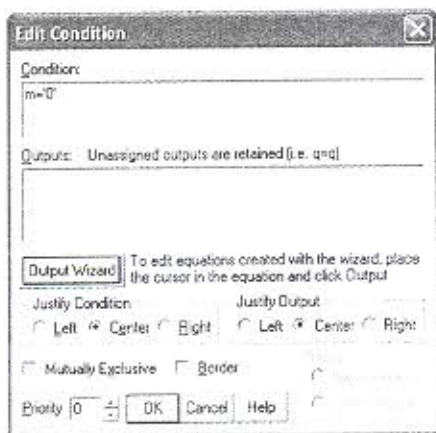 Edit Condition
Condition:
m='0'
Outputs: Unassigned outputs are retained (i.e. q=q)
Output Wizard
To edit equations created with the wizard, place
the cursor in the equation and click Output
Justify Condition
Justify Output
Left Center Right
Left Center Right
Mutually Exclusive Border
Priority 0 OK Cancel Help